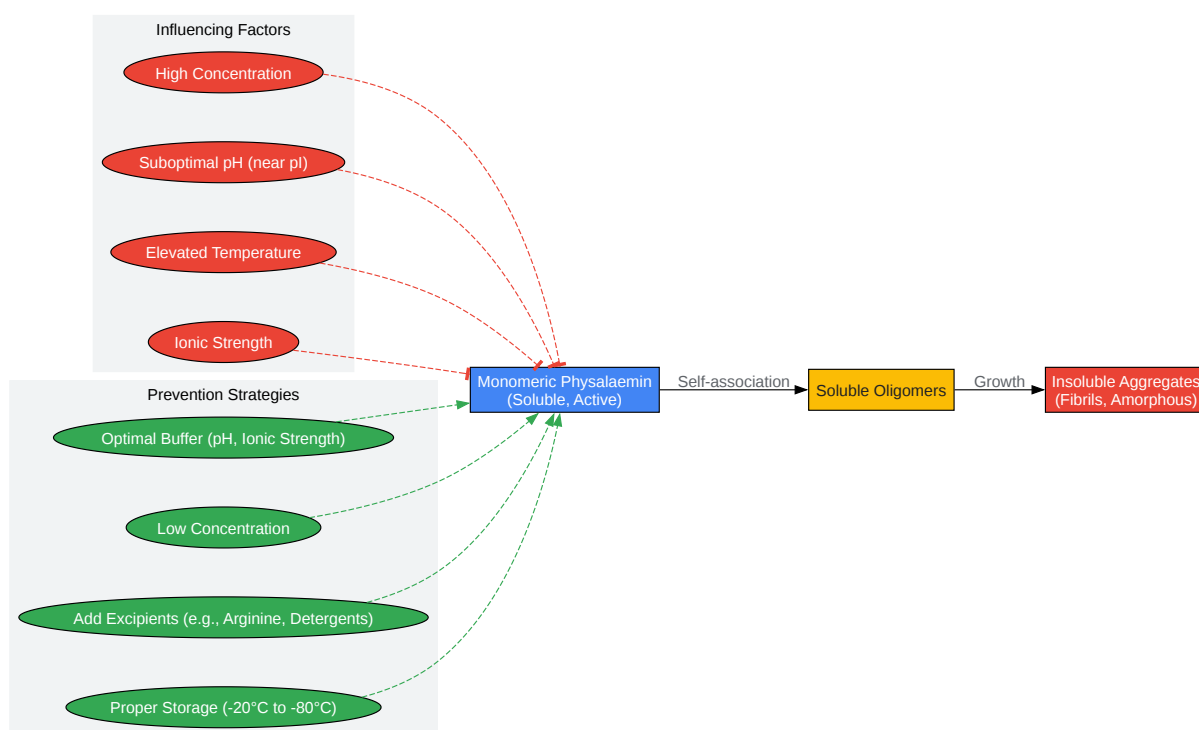 Influencing Factors
High Concentration
Suboptimal pH (near pI)
Elevated Temperature
Ionic Strength
Prevention Strategies
Optimal Buffer (pH, Ionic Strength)
Low Concentration
Add Excipients (e.g., Arginine, Detergents)
Proper Storage (-20°C to -80°C)
Monomeric Physalaemin
(Soluble, Active)
Self-association
Soluble Oligomers
Growth
Insoluble Aggregates
(Fibrils, Amorphous)